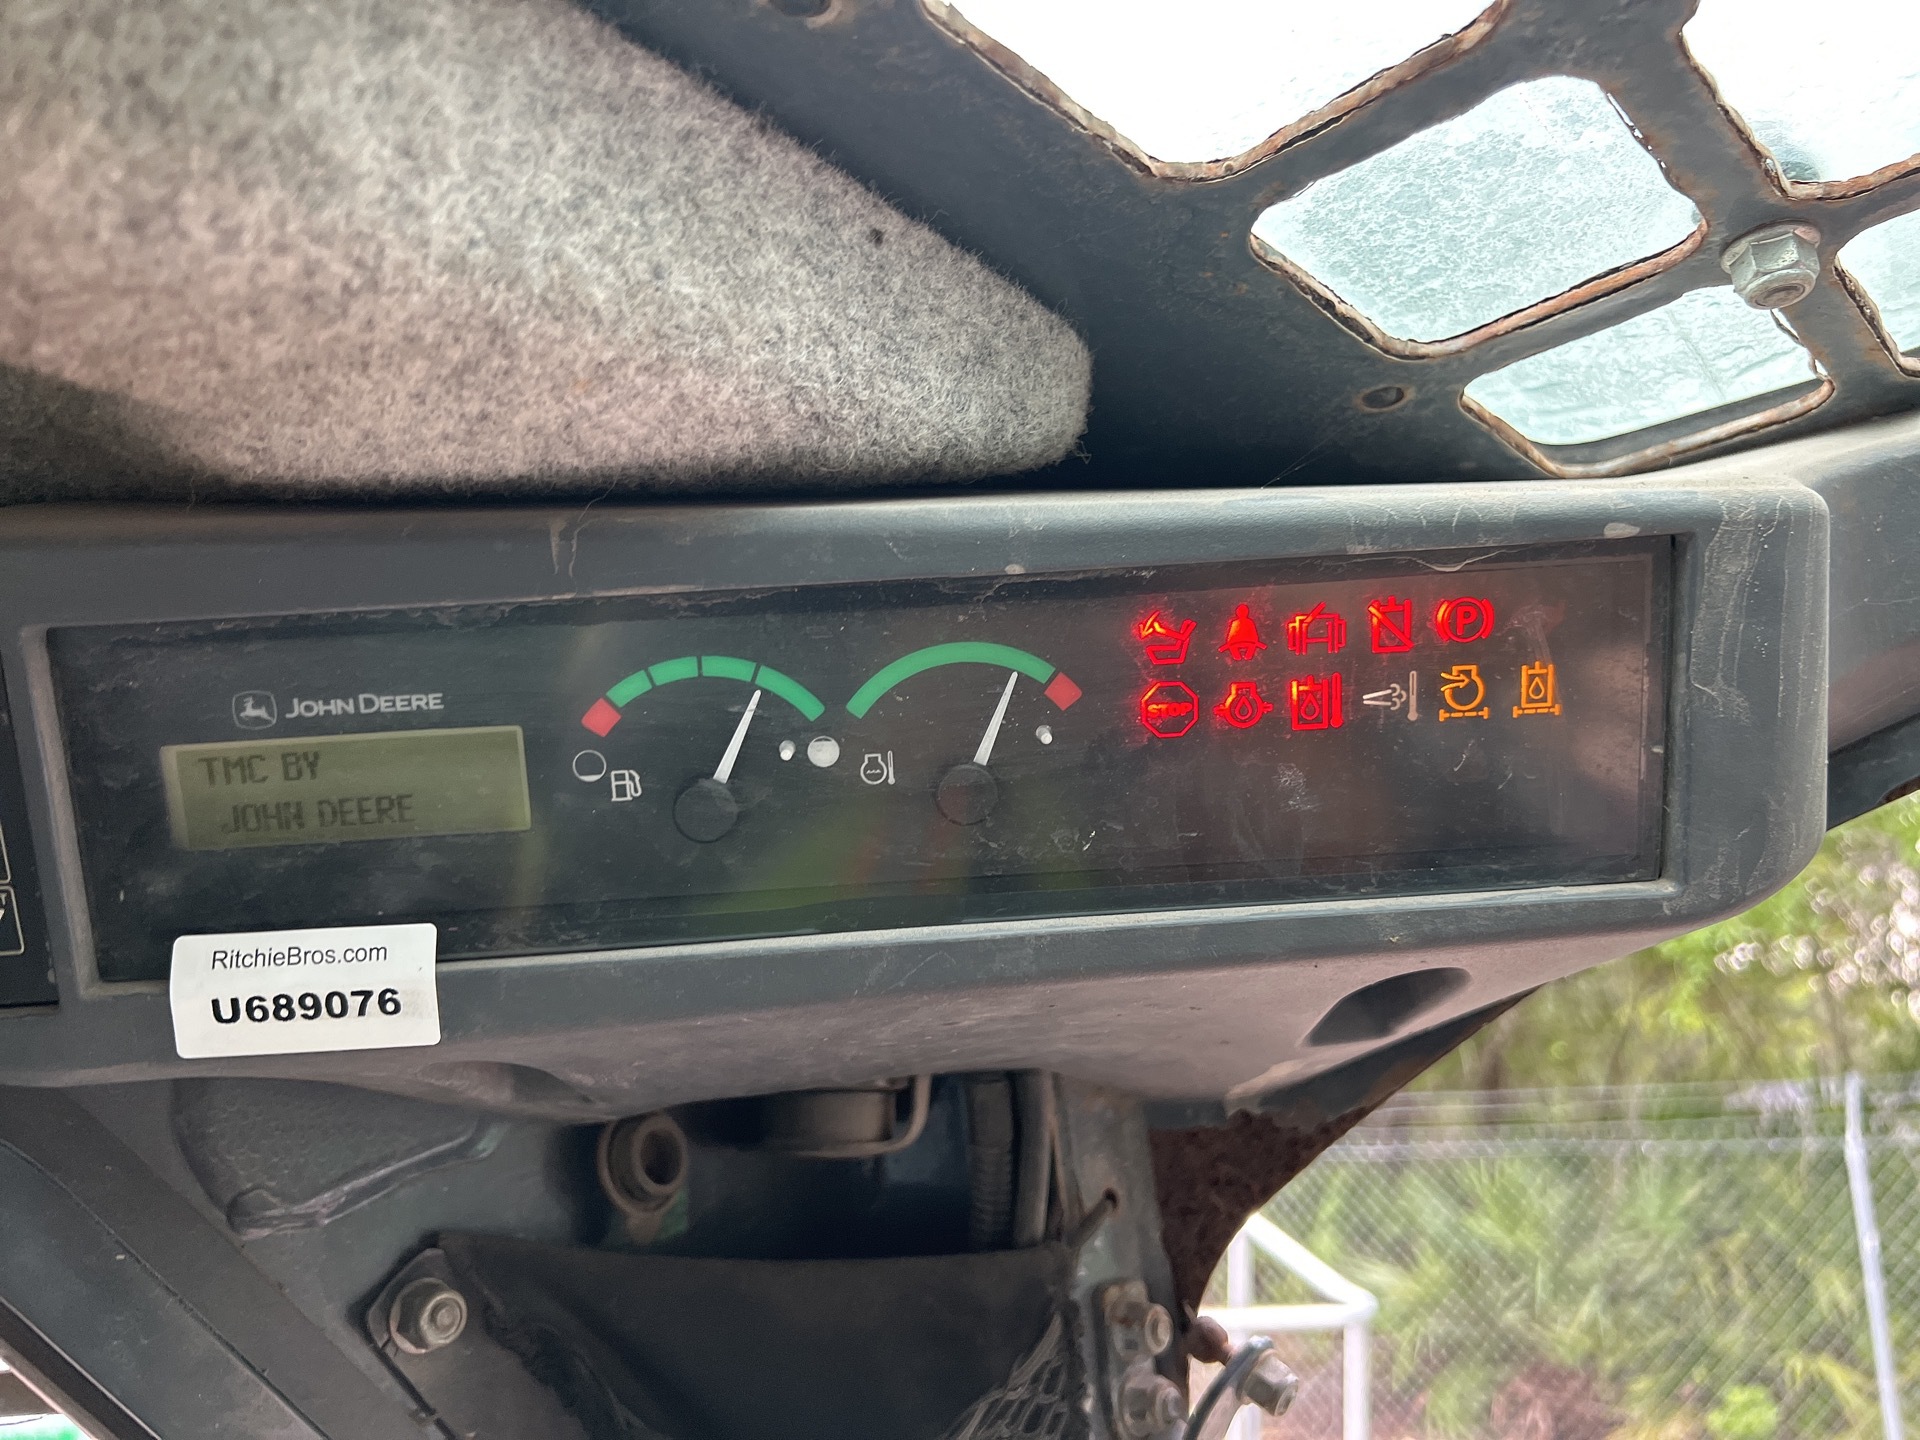 JOHN DEERE
TMC BY
JOHN DEERE
P
STOP
RitchieBros.com
U689076